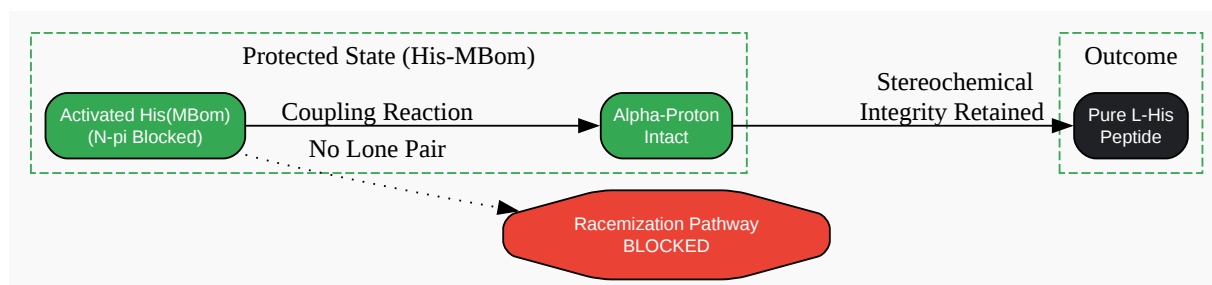 Protected State (His-MBom)
Activated His(MBom)
(N-pi Blocked)
Coupling Reaction
No Lone Pair
Alpha-Proton
Intact
Racemization Pathway
BLOCKED
Stereochemical
Integrity Retained
Outcome
Pure L-His
Peptide